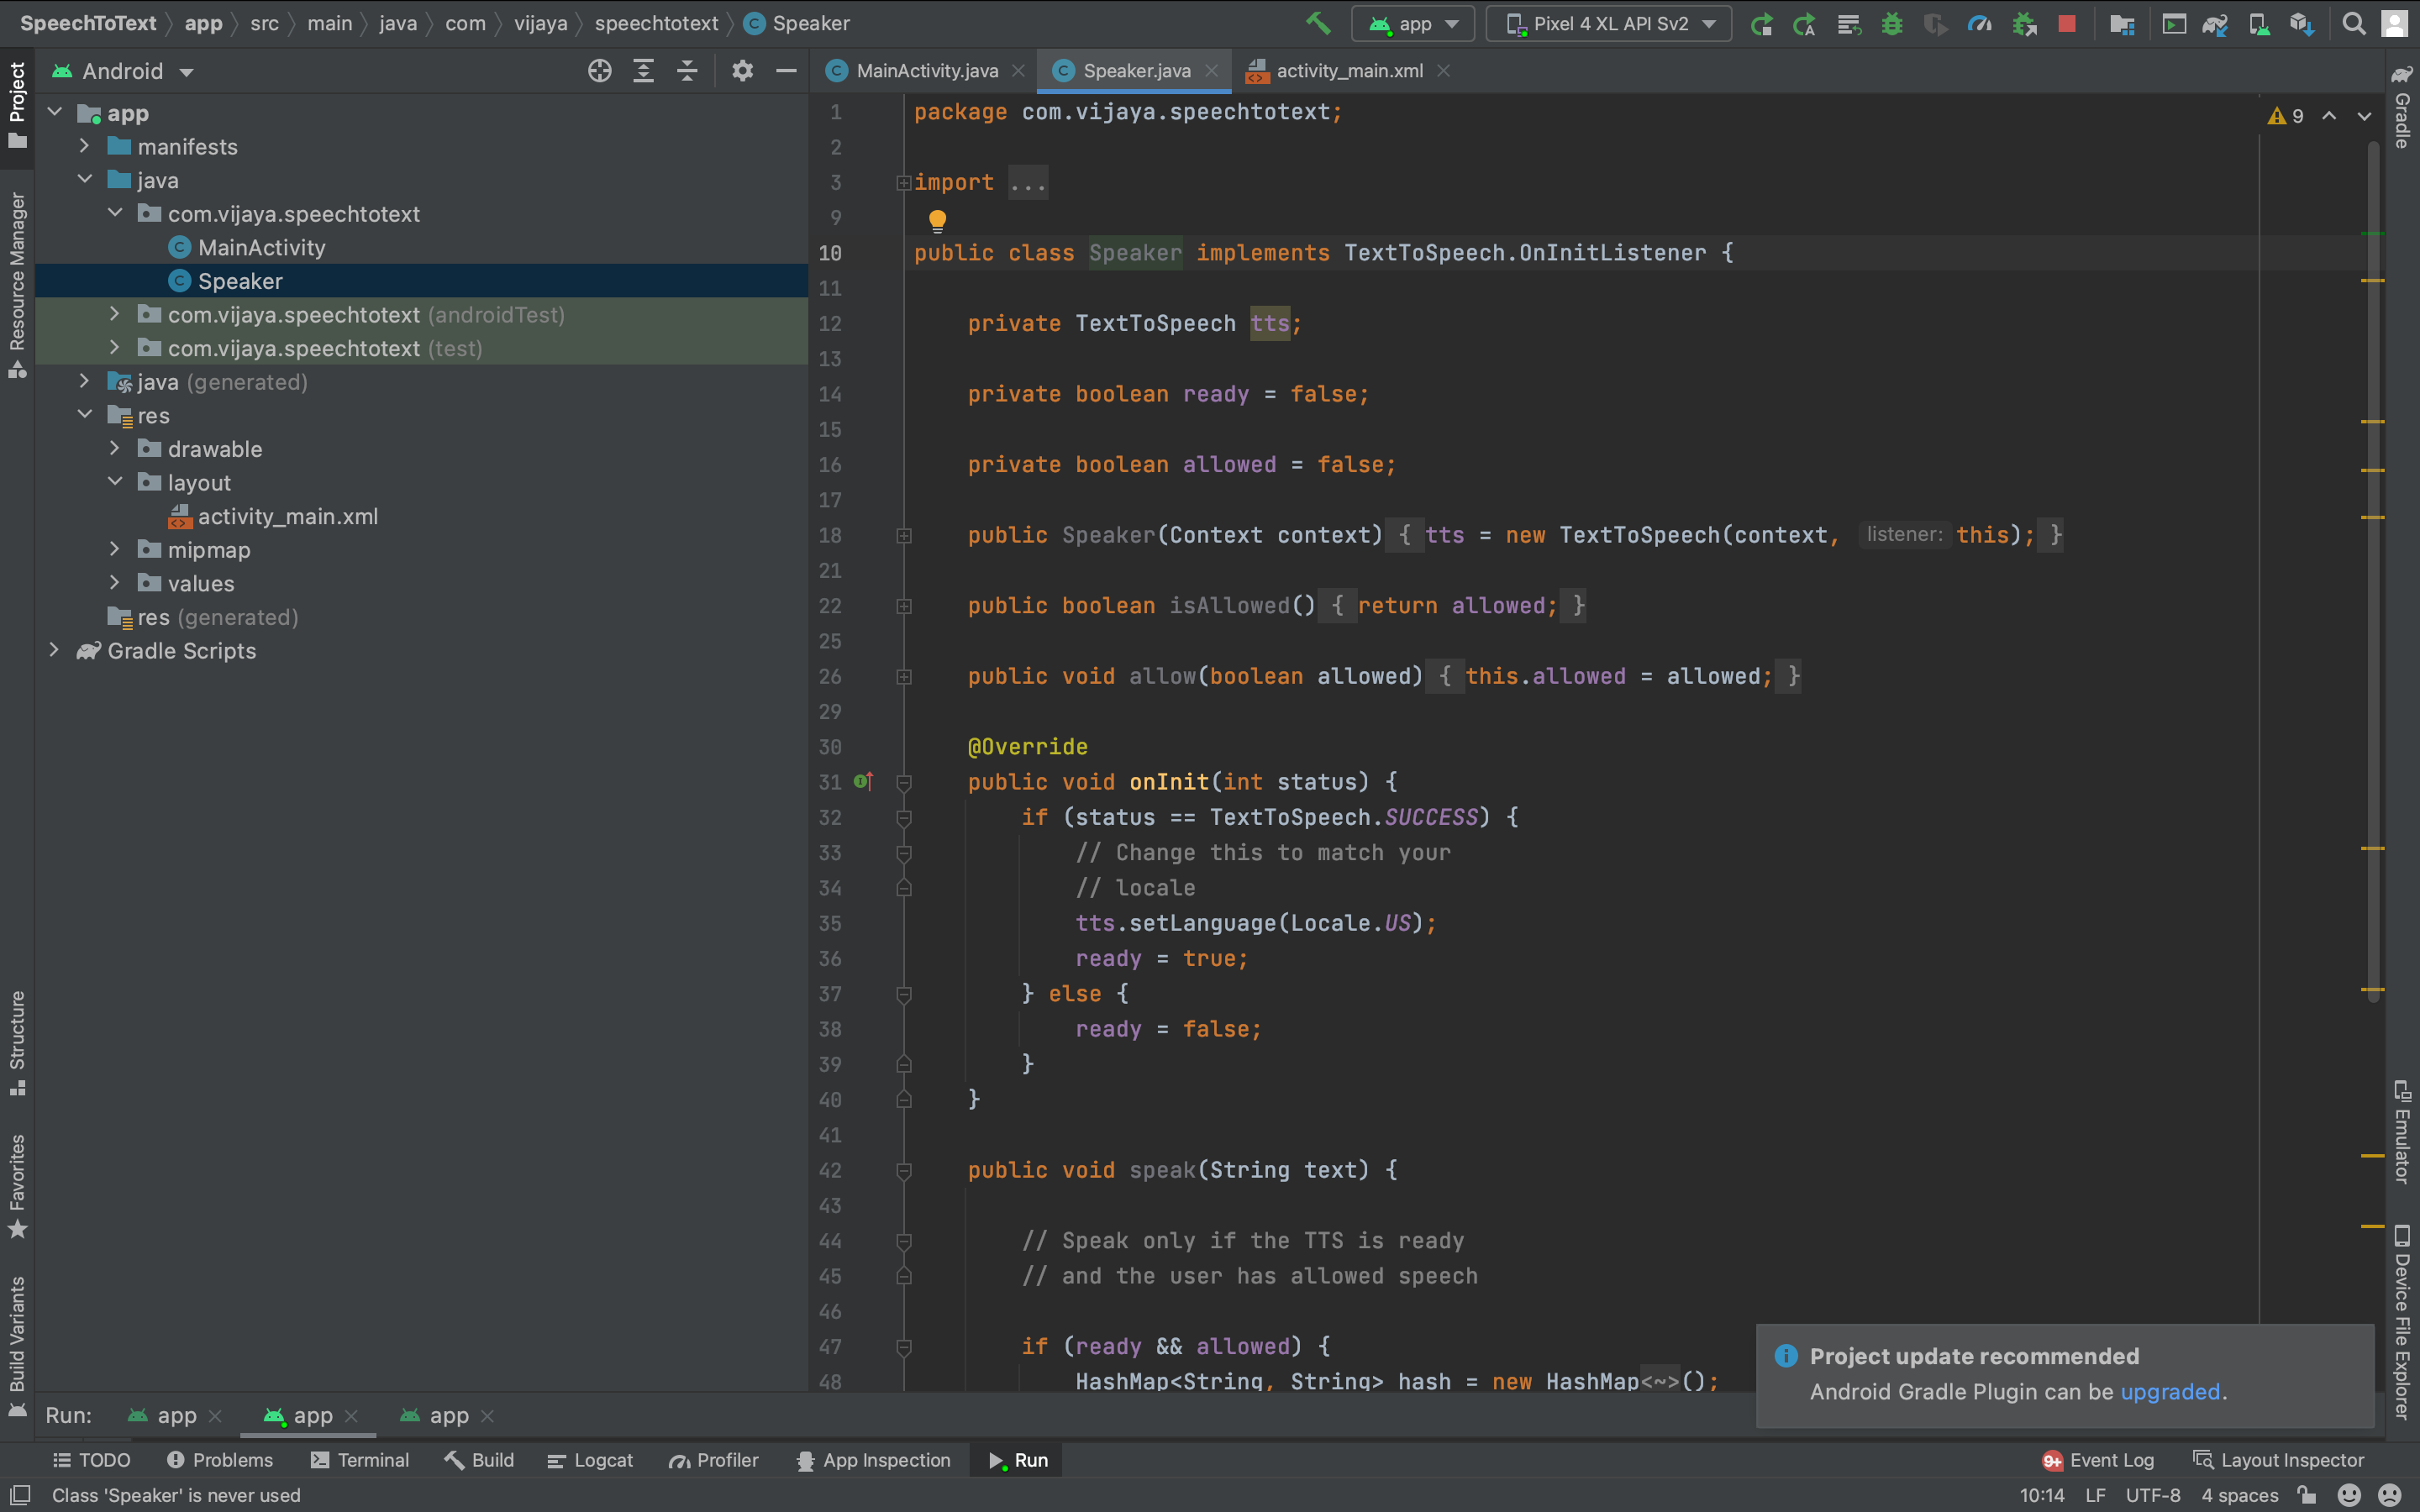 SpeechToText app src main java com vijaya speechtotext Speaker
app Pixel 4 XL API Sv2
Project
Resource Manager
Structure
Favorites
Build Variants
Android
app
manifests
java
com.vijaya.speechtotext
MainActivity
Speaker
com.vijaya.speechtotext (androidTest)
com.vijaya.speechtotext (test)
java (generated)
res
drawable
layout
activity_main.xml
mipmap
values
res (generated)
Gradle Scripts
MainActivity.java Speaker.java activity_main.xml
9
1 package com.vijaya.speechtotext;
2
3 import ...
9
10 public class Speaker implements TextToSpeech.OnInitListener {
11
12 private TextToSpeech tts;
13
14 private boolean ready = false;
15
16 private boolean allowed = false;
17
18 public Speaker(Context context) { tts = new TextToSpeech(context, listener: this); }
21
22 public boolean isAllowed() { return allowed; }
25
26 public void allow(boolean allowed) { this.allowed = allowed; }
29
30 @Override
31 public void onInit(int status) {
32 if (status == TextToSpeech.SUCCESS) {
33 // Change this to match your
34 // locale
35 tts.setLanguage(Locale.US);
36 ready = true;
37 } else {
38 ready = false;
39 }
40 }
41
42 public void speak(String text) {
43
44 // Speak only if the TTS is ready
45 // and the user has allowed speech
46
47 if (ready && allowed) {
48 HashMap<String, String> hash = new HashMap<~>();
Gradle
Emulator
Device File Explorer
Project update recommended
Android Gradle Plugin can be upgraded.
Run: app app app
TODO Problems Terminal Build Logcat Profiler App Inspection Run 9+ Event Log Layout Inspector
Class 'Speaker' is never used 10:14 LF UTF-8 4 spaces